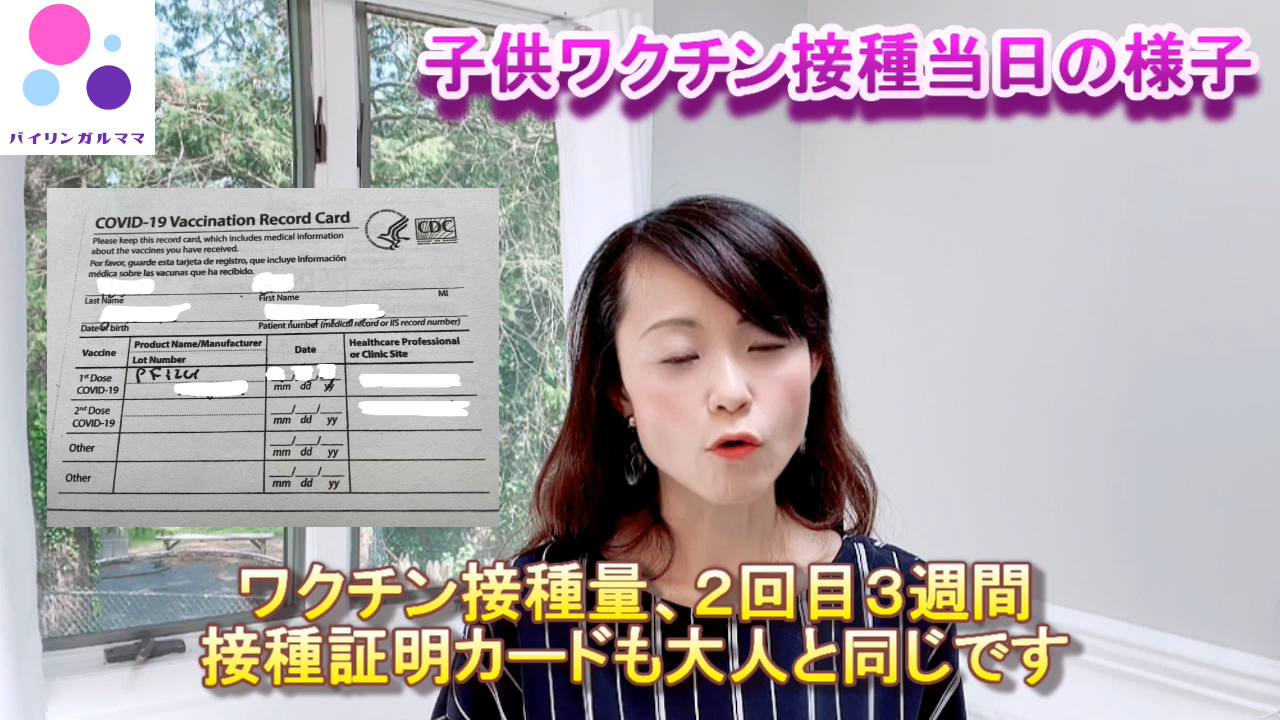 バイリンガルママ
子供ワクチン接種当日の様子
COVID-19 Vaccination Record Card
CDC
Please keep this record card, which includes medical information
about the vaccines you have received.
Por favor, guarde esta tarjeta de registro, que incluye información
médica sobre las vacunas que ha recibido.
Last Name First Name MI
Date of birth Patient number (medical record or IIS record number)
Vaccine Product Name/Manufacturer Date Healthcare Professional
Lot Number or Clinic Site
1st Dose Pfizer
COVID-19 mm dd yy
2nd Dose
COVID-19 mm dd yy
Other
mm dd yy
Other
mm dd yy
ワクチン接種量、2回目3週間
接種証明カードも大人と同じです